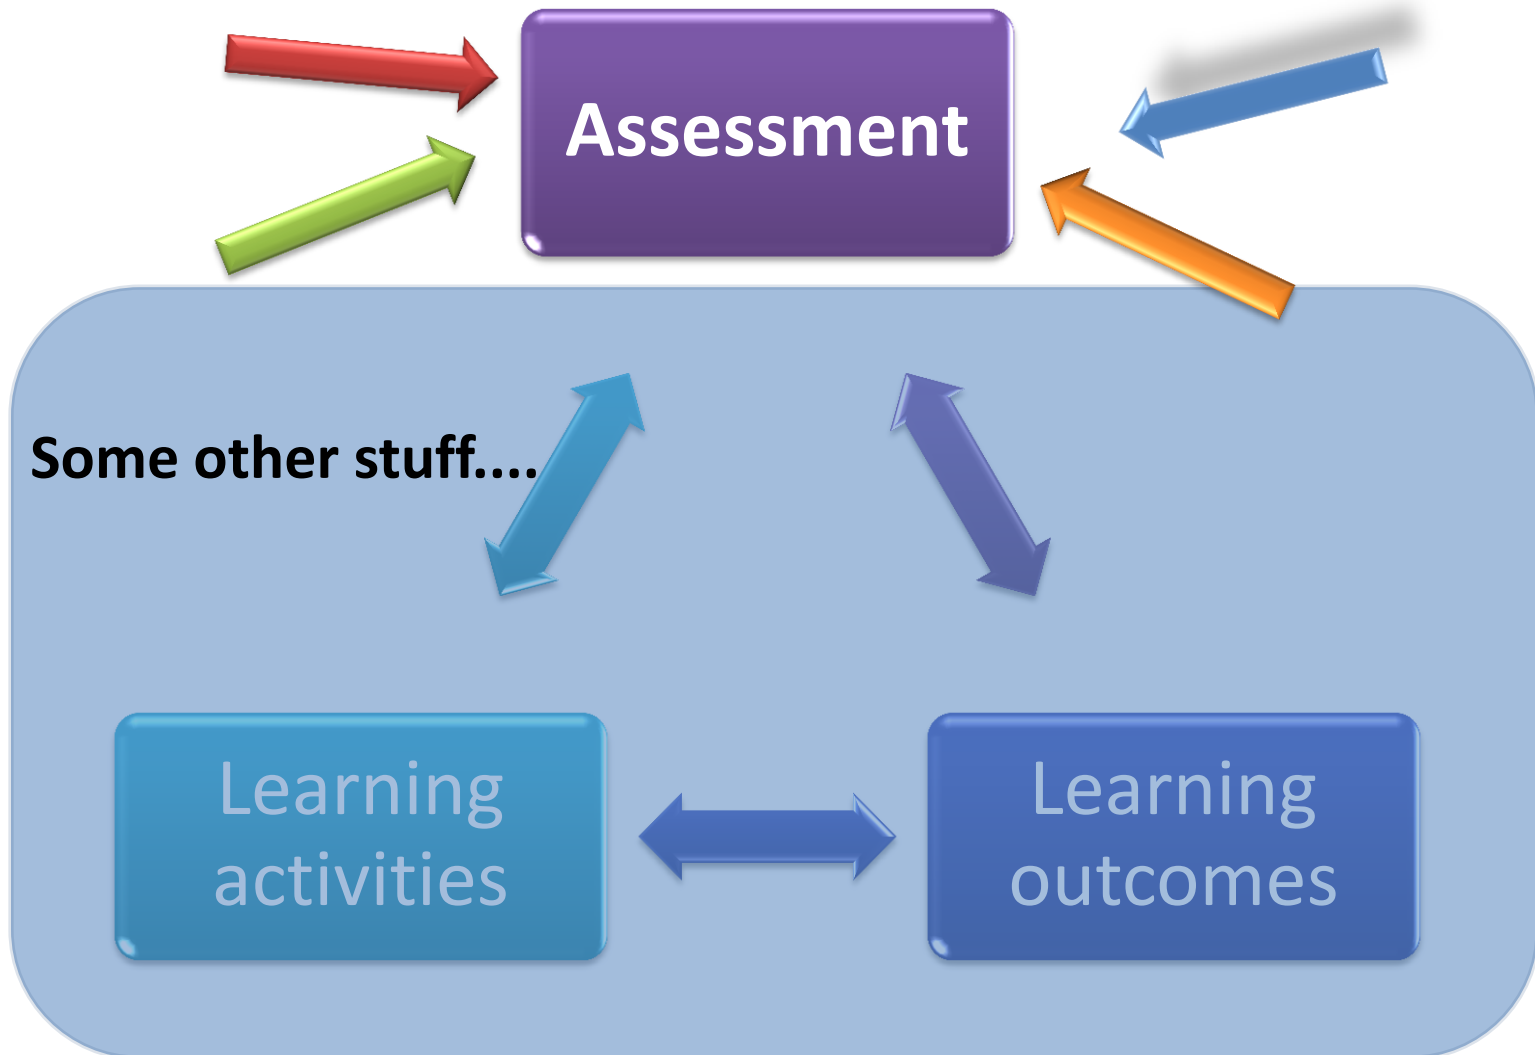 Assessment
Some other stuff....
Learning
activities
Learning
outcomes